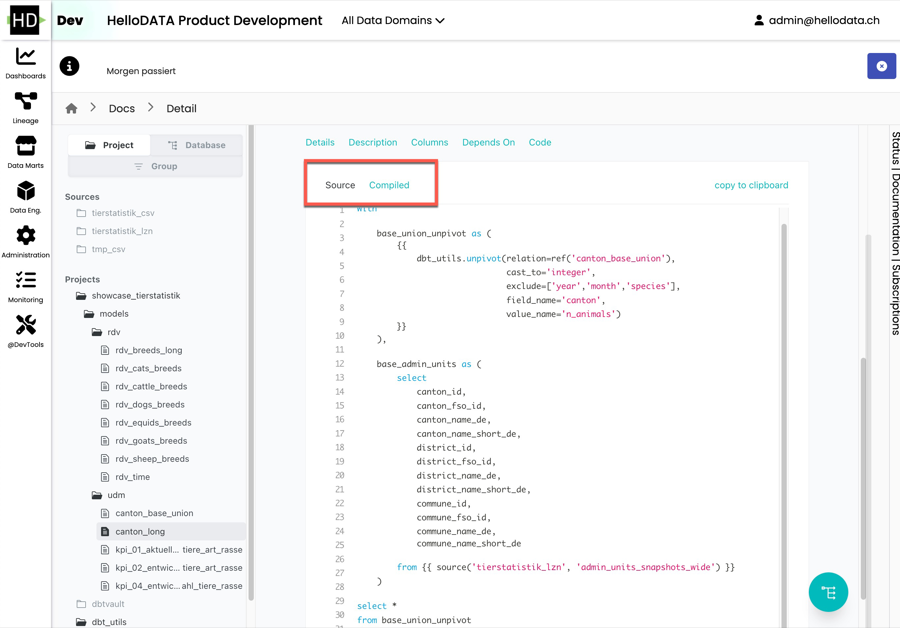 HD Dev HelloDATA Product Development All Data Domains admin@hellodata.ch
Dashboards
Lineage
Data Marts
Data Eng.
Administration
Monitoring
@DevTools
Morgen passiert
Docs Detail
Project Database
Group
Sources
tierstatistik_csv
tierstatistik_lzn
tmp_csv
Projects
showcase_tierstatistik
models
rdv
rdv_breeds_long
rdv_cats_breeds
rdv_cattle_breeds
rdv_dogs_breeds
rdv_equids_breeds
rdv_goats_breeds
rdv_sheep_breeds
rdv_time
udm
canton_base_union
canton_long
kpi_01_aktuell... tiere_art_rasse
kpi_02_entwic... tiere_art_rasse
kpi_04_entwic...ahl_tiere_rasse
dbtvault
dbt_utils
Details Description Columns Depends On Code
Source Compiled copy to clipboard
1 with
2
3 base_union_unpivot as (
4 {{
5 dbt_utils.unpivot(relation=ref('canton_base_union'),
6 cast_to='integer',
7 exclude=['year','month','species'],
8 field_name='canton',
9 value_name='n_animals')
10 }}
11 ),
12 base_admin_units as (
13 select
14 canton_id,
15 canton_fso_id,
16 canton_name_de,
17 canton_name_short_de,
18 district_id,
19 district_fso_id,
20 district_name_de,
21 district_name_short_de,
22 commune_id,
23 commune_fso_id,
24 commune_name_de,
25 commune_name_short_de
26
27 from {{ source('tierstatistik_lzn', 'admin_units_snapshots_wide') }}
28 )
29 select *
30 from base_union_unpivot
31
Status | Documentation | Subscriptions